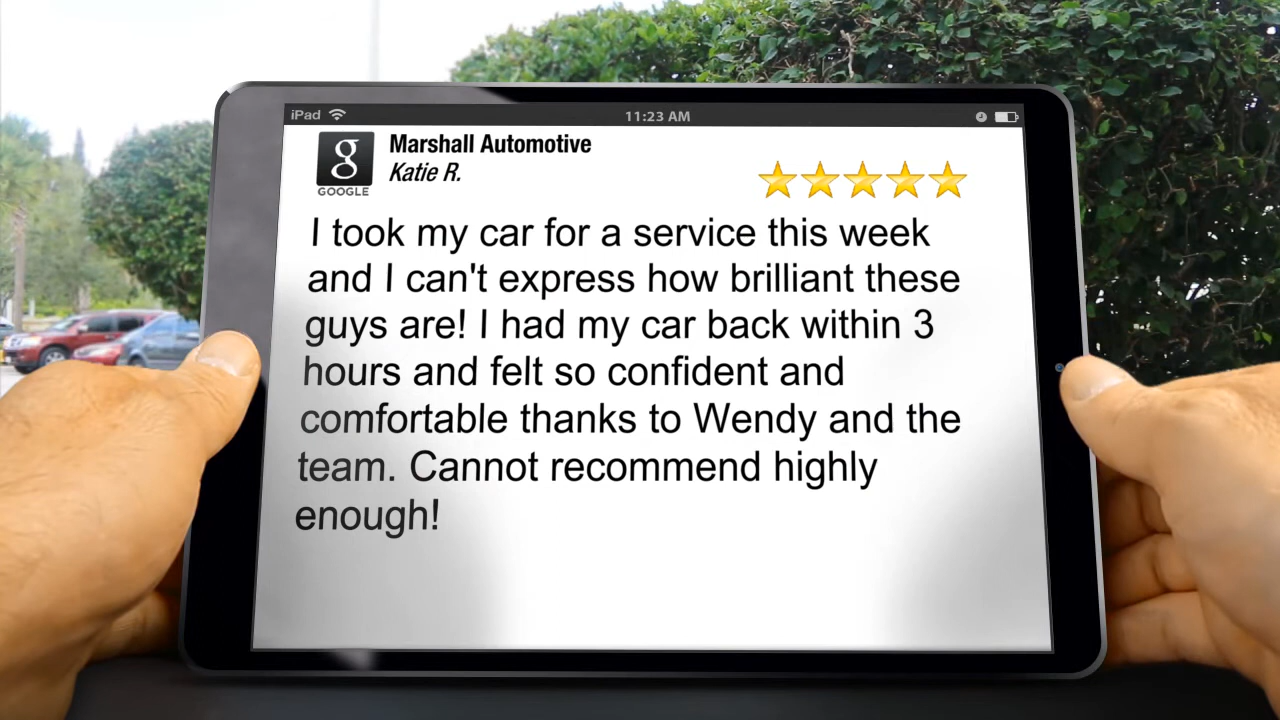 iPad 11:23 AM
Marshall Automotive
Katie R.
g
GOOGLE
I took my car for a service this week
and I can't express how brilliant these
guys are! I had my car back within 3
hours and felt so confident and
comfortable thanks to Wendy and the
team. Cannot recommend highly
enough!